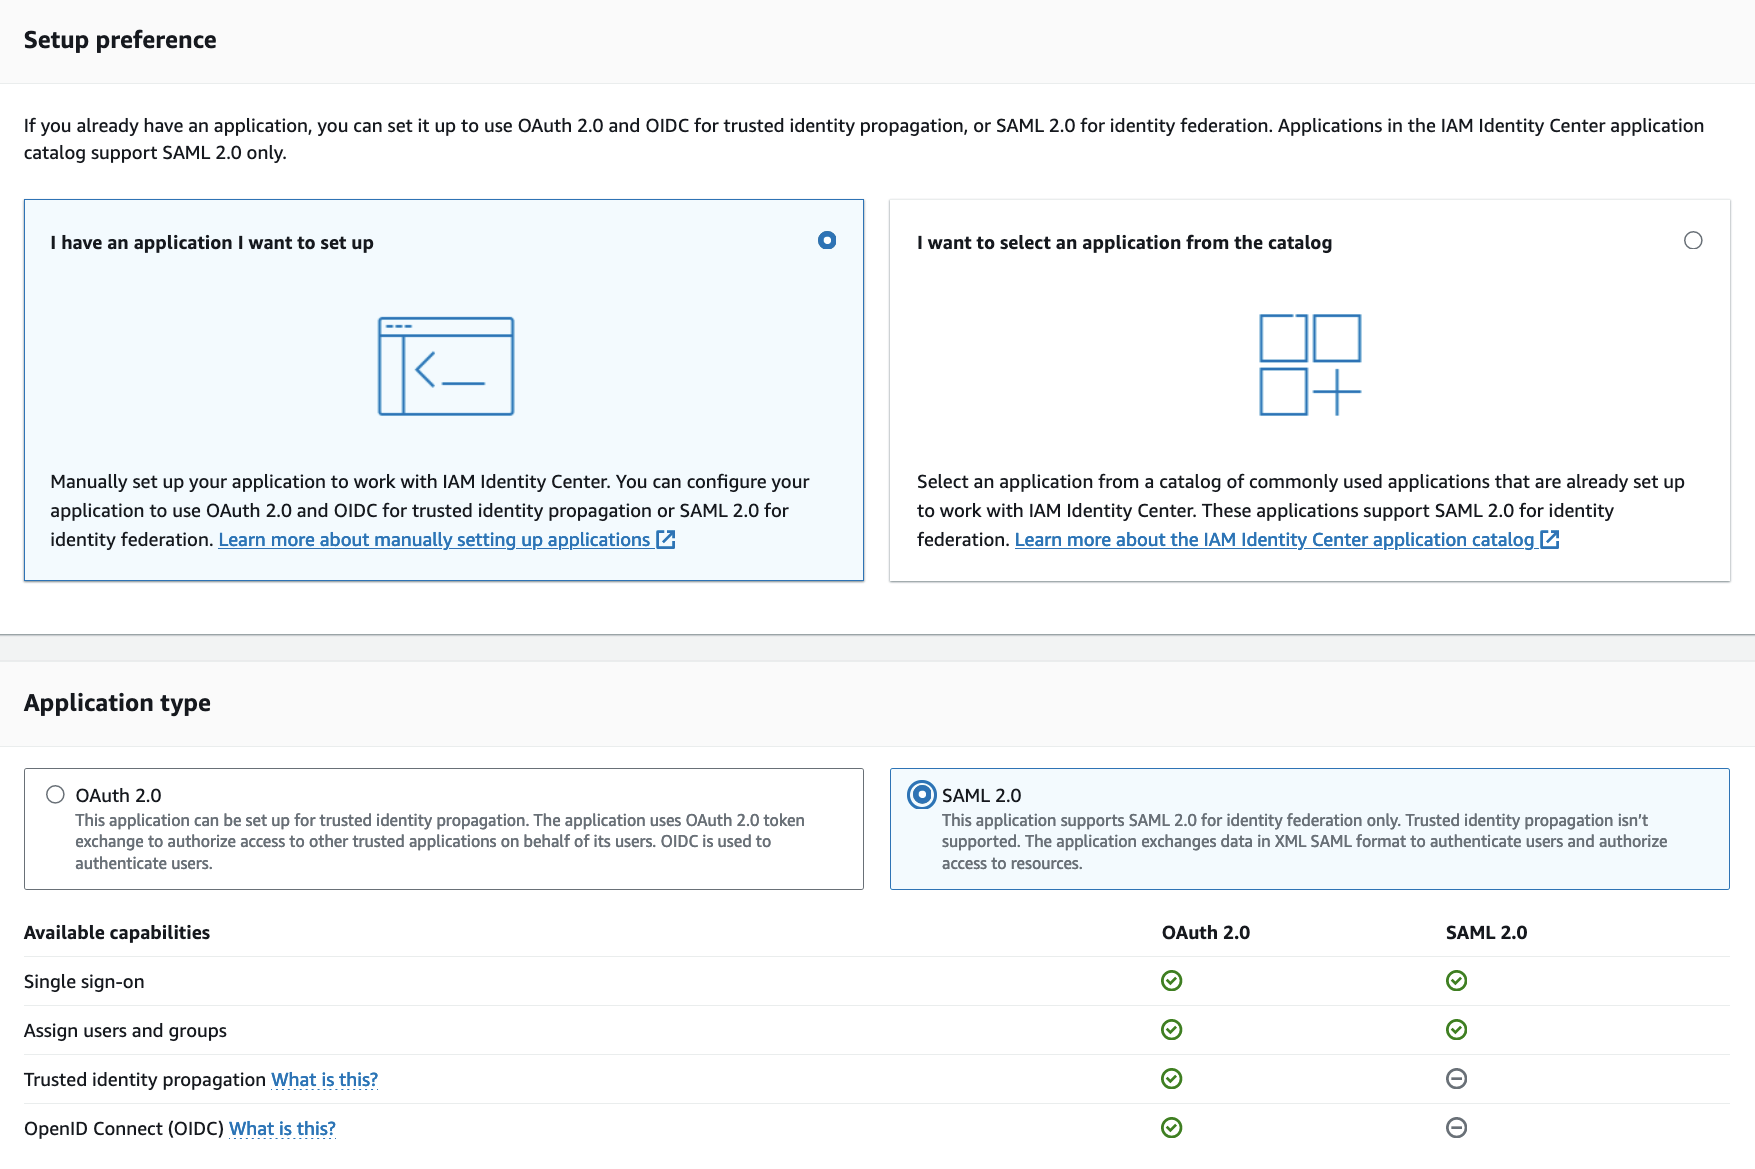 Setup preference
If you already have an application, you can set it up to use OAuth 2.0 and OIDC for trusted identity propagation, or SAML 2.0 for identity federation. Applications in the IAM Identity Center application
catalog support SAML 2.0 only.
I have an application I want to set up
Manually set up your application to work with IAM Identity Center. You can configure your
application to use OAuth 2.0 and OIDC for trusted identity propagation or SAML 2.0 for
identity federation. Learn more about manually setting up applications
I want to select an application from the catalog
Select an application from a catalog of commonly used applications that are already set up
to work with IAM Identity Center. These applications support SAML 2.0 for identity
federation. Learn more about the IAM Identity Center application catalog
Application type
OAuth 2.0
This application can be set up for trusted identity propagation. The application uses OAuth 2.0 token
exchange to authorize access to other trusted applications on behalf of its users. OIDC is used to
authenticate users.
SAML 2.0
This application supports SAML 2.0 for identity federation only. Trusted identity propagation isn't
supported. The application exchanges data in XML SAML format to authenticate users and authorize
access to resources.
Available capabilities OAuth 2.0 SAML 2.0
Single sign-on
Assign users and groups
Trusted identity propagation What is this?
OpenID Connect (OIDC) What is this?